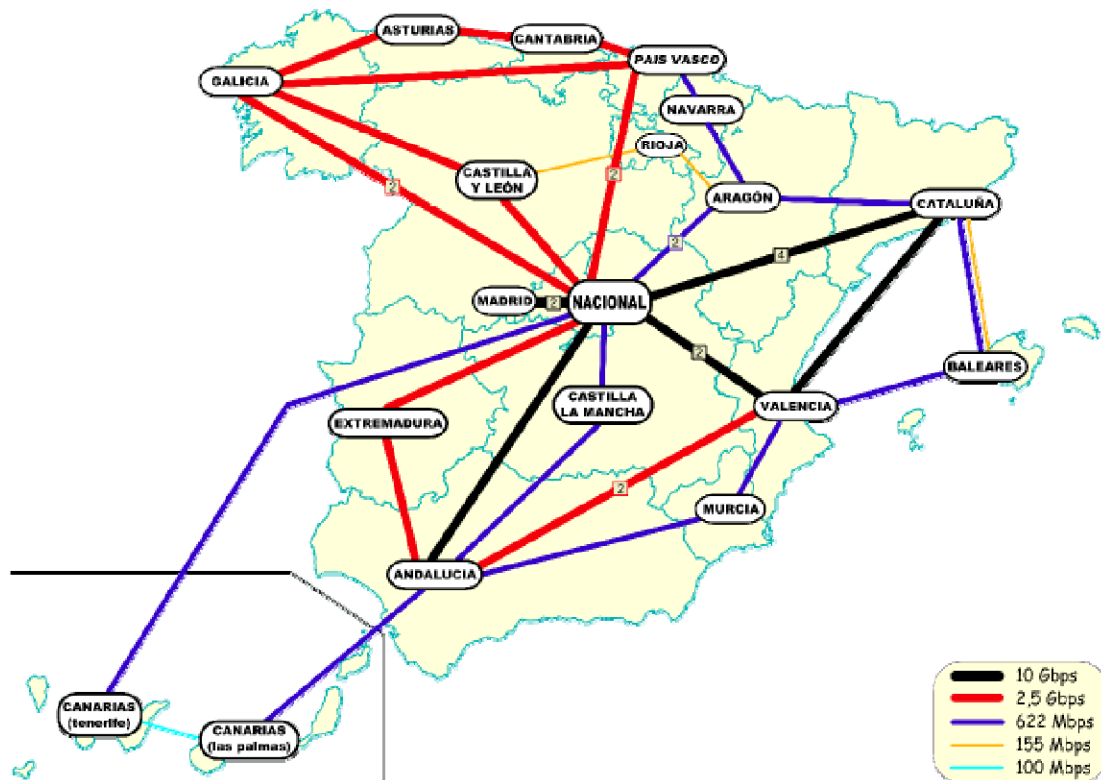 ASTURIAS
CANTABRIA
PAIS VASCO
GALICIA
NAVARRA
RIOJA
CASTILLA
Y LEÓN
ARAGÓN
CATALUÑA
2
2
2
4
MADRID
2
NACIONAL
2
BALEARES
CASTILLA
LA MANCHA
VALENCIA
EXTREMADURA
2
MURCIA
ANDALUCIA
CANARIAS
(tenerife)
CANARIAS
(las palmas)
10 Gbps
2,5 Gbps
622 Mbps
155 Mbps
100 Mbps